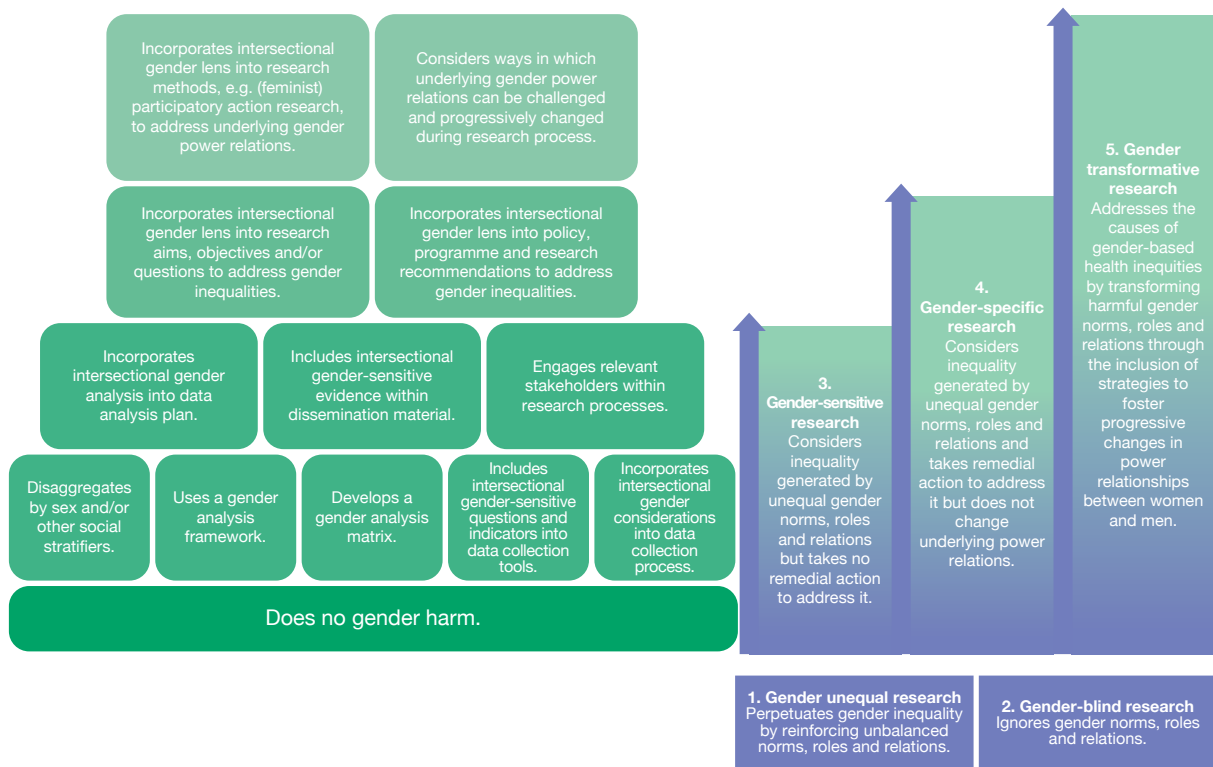 Incorporates intersectional
gender lens into research
methods, e.g. (feminist)
participatory action research,
to address underlying gender
power relations.
Considers ways in which
underlying gender power
relations can be challenged
and progressively changed
during research process.
Incorporates intersectional
gender lens into research
aims, objectives and/or
questions to address gender
inequalities.
Incorporates intersectional
gender lens into policy,
programme and research
recommendations to address
gender inequalities.
Incorporates
intersectional gender
analysis into data
analysis plan.
Includes intersectional
gender-sensitive
evidence within
dissemination material.
Engages relevant
stakeholders within
research processes.
Disaggregates
by sex and/or
other social
stratifiers.
Uses a gender
analysis
framework.
Develops a
gender analysis
matrix.
Includes
intersectional
gender-sensitive
questions and
indicators into
data collection
tools.
Incorporates
intersectional
gender
considerations
into data
collection
process.
Does no gender harm.
3.
Gender-sensitive
research
Considers
inequality
generated by
unequal gender
norms, roles
and relations
but takes no
remedial action
to address it.
4.
Gender-specific
research
Considers
inequality
generated by
unequal gender
norms, roles and
relations and
takes remedial
action to address
it but does not
change
underlying power
relations.
5. Gender
transformative
research
Addresses the
causes of
gender-based
health inequities
by transforming
harmful gender
norms, roles and
relations through
the inclusion of
strategies to
foster
progressive
changes in
power
relationships
between women
and men.
1. Gender unequal research
Perpetuates gender inequality
by reinforcing unbalanced
norms, roles and relations.
2. Gender-blind research
Ignores gender norms, roles
and relations.